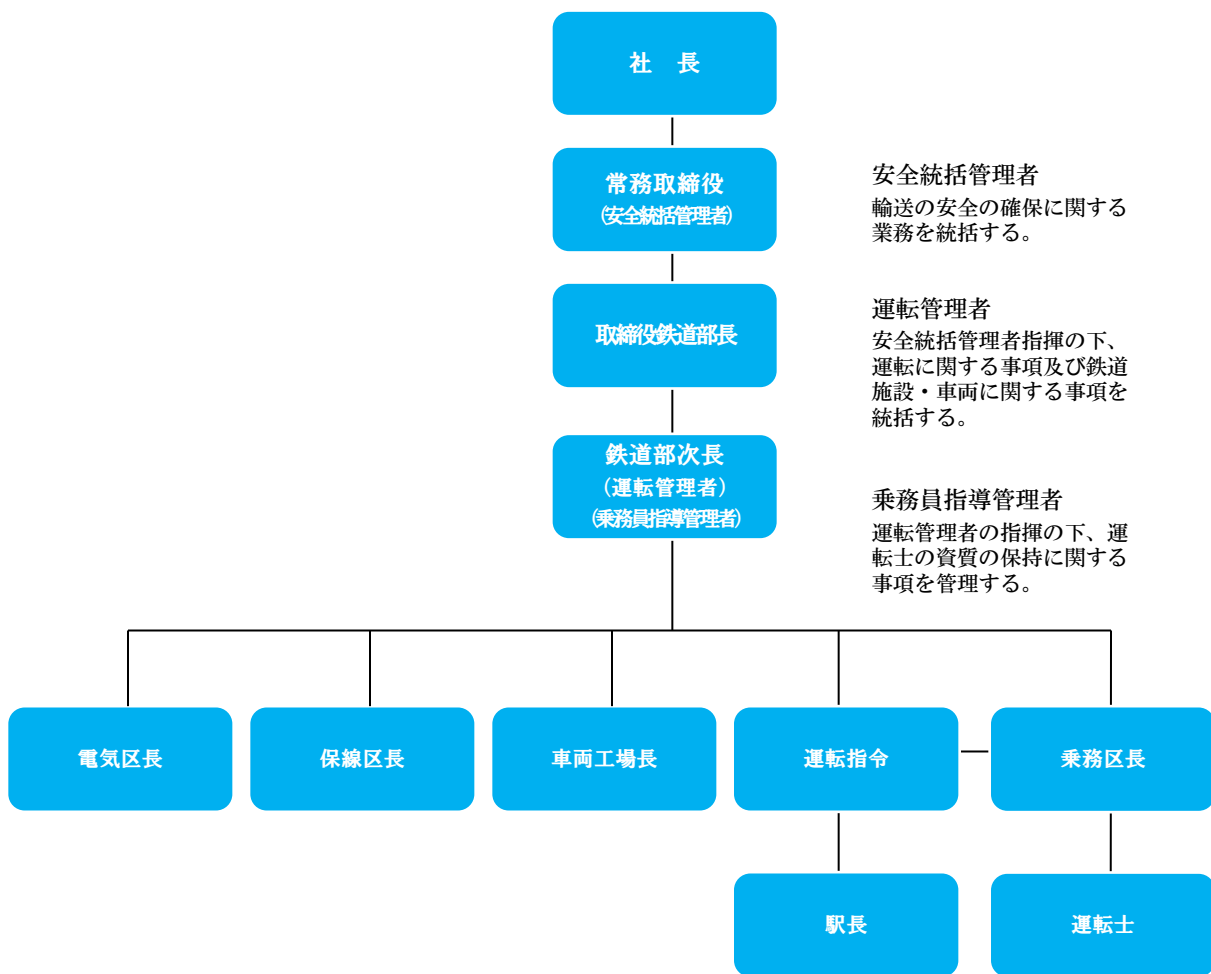 社　長
常務取締役
(安全統括管理者)
安全統括管理者
輸送の安全の確保に関する
業務を統括する。
取締役鉄道部長
運転管理者
安全統括管理者指揮の下、
運転に関する事項及び鉄道
施設・車両に関する事項を
統括する。
鉄道部次長
(運転管理者)
(乗務員指導管理者)
乗務員指導管理者
運転管理者の指揮の下、運
転士の資質の保持に関する
事項を管理する。
電気区長
保線区長
車両工場長
運転指令
乗務区長
駅長
運転士